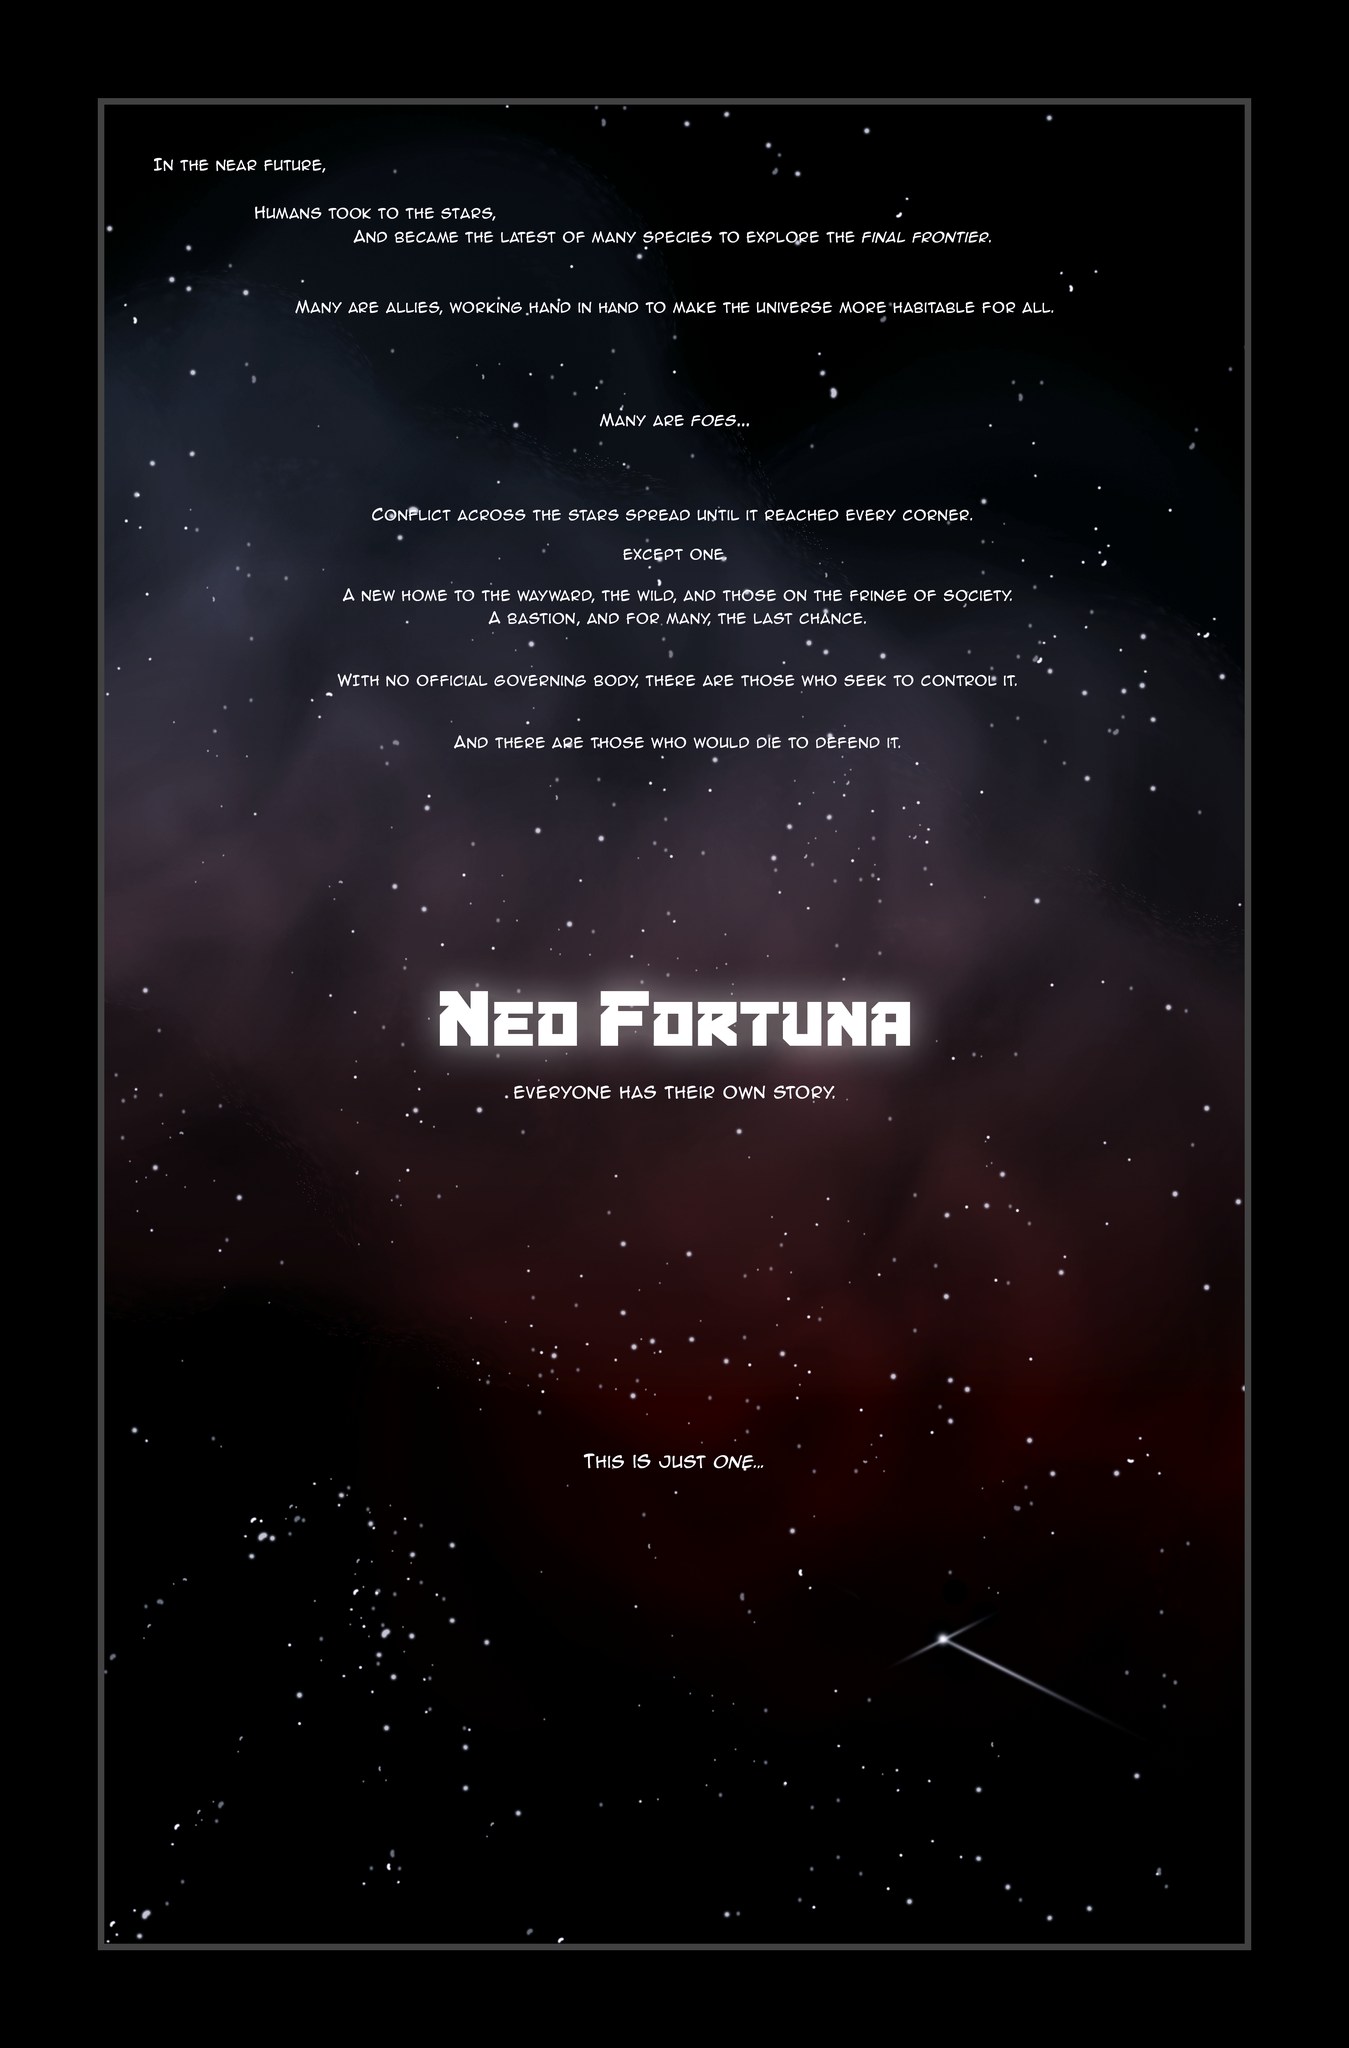 In the near future,
Humans took to the stars,
And became the latest of many species to explore the final frontier.
Many are allies, working hand in hand to make the universe more habitable for all.
Many are foes...
Conflict across the stars spread until it reached every corner.
except one.
A new home to the wayward, the wild, and those on the fringe of society.
A bastion, and for many, the last chance.
With no official governing body, there are those who seek to control it.
And there are those who would die to defend it.
Neo Fortuna
Everyone has their own story.
This is just one...